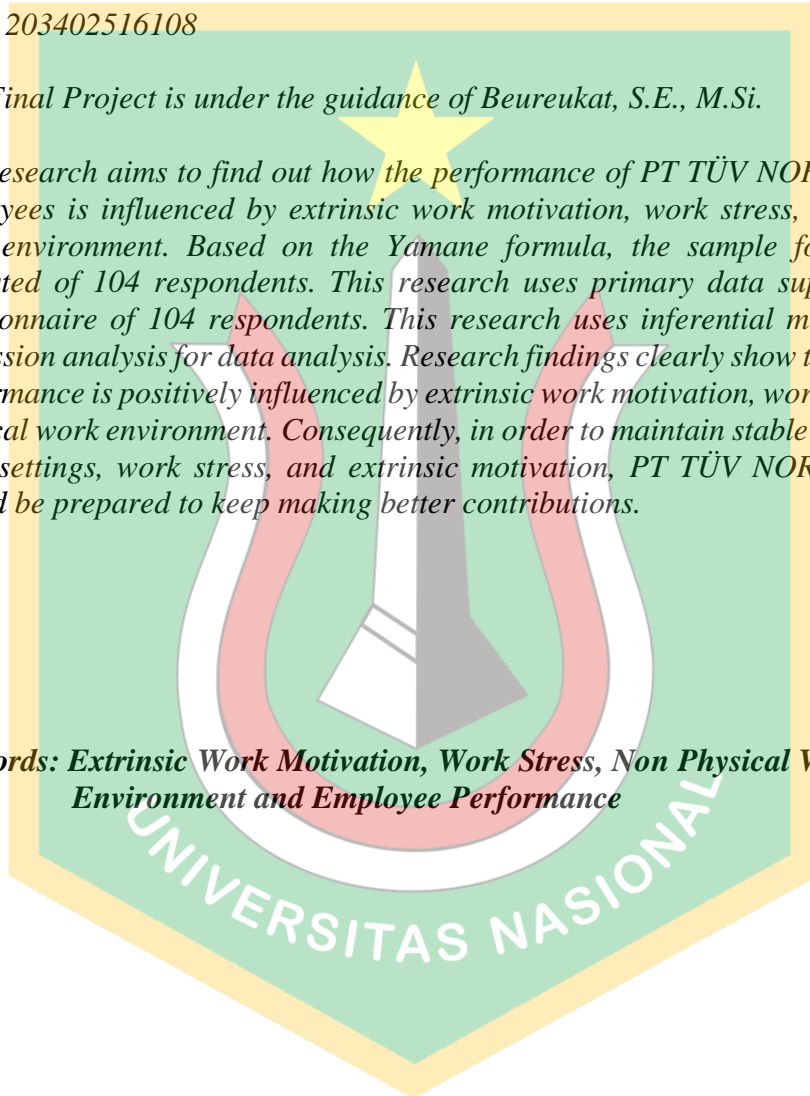 203402516108
Final Project is under the guidance of Beureukat, S.E., M.Si.
esearch aims to find out how the performance of PT TÜV NOR
yees is influenced by extrinsic work motivation, work stress,
environment. Based on the Yamane formula, the sample fo
ted of 104 respondents. This research uses primary data sup
onnaire of 104 respondents. This research uses inferential m
ssion analysis for data analysis. Research findings clearly show t
rmance is positively influenced by extrinsic work motivation, wor
cal work environment. Consequently, in order to maintain stable
settings, work stress, and extrinsic motivation, PT TÜV NOR
d be prepared to keep making better contributions.
ords: Extrinsic Work Motivation, Work Stress, Non Physical W
Environment and Employee Performance
UNIVERSITAS NASIONAL